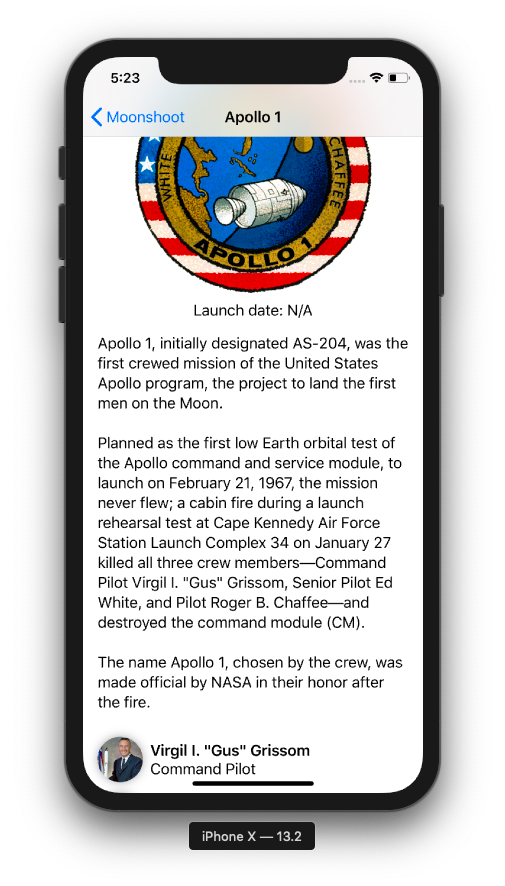 5:23
Moonshoot
Apollo 1
WHITE
CHAFFEE
APOLLO 1
Launch date: N/A
Apollo 1, initially designated AS-204, was the
first crewed mission of the United States
Apollo program, the project to land the first
men on the Moon.
Planned as the first low Earth orbital test of
the Apollo command and service module, to
launch on February 21, 1967, the mission
never flew; a cabin fire during a launch
rehearsal test at Cape Kennedy Air Force
Station Launch Complex 34 on January 27
killed all three crew members—Command
Pilot Virgil I. "Gus" Grissom, Senior Pilot Ed
White, and Pilot Roger B. Chaffee—and
destroyed the command module (CM).
The name Apollo 1, chosen by the crew, was
made official by NASA in their honor after
the fire.
Virgil I. "Gus" Grissom
Command Pilot
iPhone X — 13.2